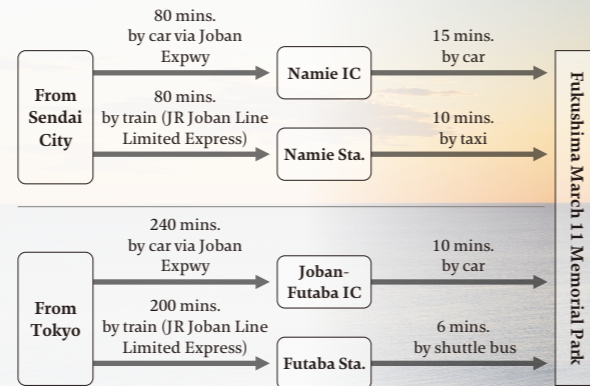 From
Sendai
City
80 mins.
by car via Joban
Expwy
Namie IC
15 mins.
by car
80 mins.
by train (JR Joban Line
Limited Express)
Namie Sta.
10 mins.
by taxi
From
Tokyo
240 mins.
by car via Joban
Expwy
Joban-
Futaba IC
10 mins.
by car
200 mins.
by train (JR Joban Line
Limited Express)
Futaba Sta.
6 mins.
by shuttle bus
Fukushima March 11 Memorial Park